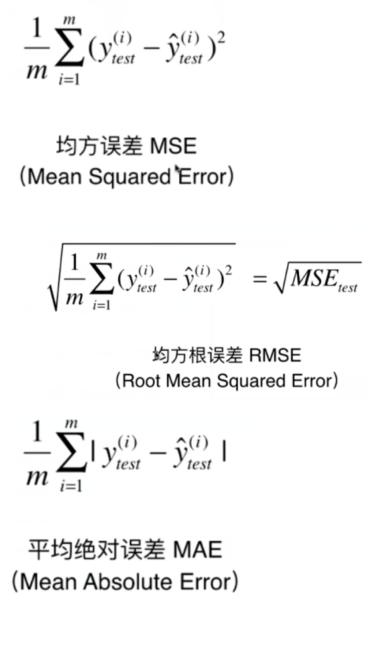 \frac{1}{m}\sum_{i=1}^{m}(y_{test}^{(i)} - \hat{y}_{test}^{(i)})^2
均方误差 MSE
(Mean Squared Error)
\sqrt{\frac{1}{m}\sum_{i=1}^{m}(y_{test}^{(i)} - \hat{y}_{test}^{(i)})^2} = \sqrt{MSE_{test}}
均方根误差 RMSE
(Root Mean Squared Error)
\frac{1}{m}\sum_{i=1}^{m}|y_{test}^{(i)} - \hat{y}_{test}^{(i)}|
平均绝对误差 MAE
(Mean Absolute Error)